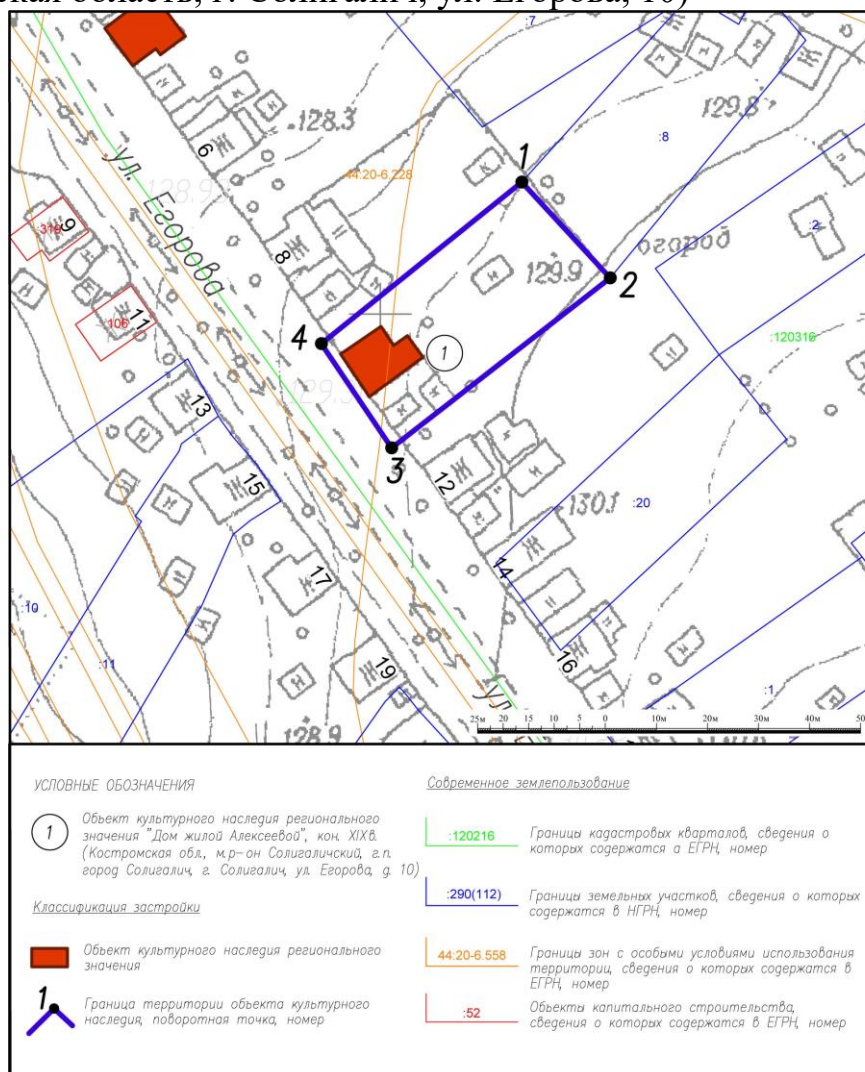 ская область, г. Солигалич, ул. Егорова, 10)
:7
129.8
:8
128.3
6
ул. Егорова
128.9
44:20-6.228
1
9
:318
Ж
8
огород
:2
129.9
2
11
:106
4
1
:120316
129.
13
3
Ж
12
15
130.1
:20
14
17
:10
:11
19
Ж
16
:1
ул.
128.9
25м 20 15 10 5 0 10м 20м 30м 40м 50
УСЛОВНЫЕ ОБОЗНАЧЕНИЯ
1
Объект культурного наследия регионального
значения "Дом жилой Алексеевой", кон. XIXв.
(Костромская обл., м.р-он Солигаличский, г.п.
город Солигалич, г. Солигалич, ул. Егорова, д. 10)
Классификация застройки
Объект культурного наследия регионального
значения
1
Граница территории объекта культурного
наследия, поворотная точка, номер
Современное землепользование
:120216
Границы кадастровых кварталов, сведения о
которых содержатся а ЕГРН, номер
:290(112)
Границы земельных участков, сведения о которых
содержатся в НГРН, номер
44:20-6.558
Границы зон с особыми условиями использования
территории, сведения о которых содержатся в
ЕГРН, номер
:52
Объекты капитального строительства,
сведения о которых содержатся в ЕГРН, номер